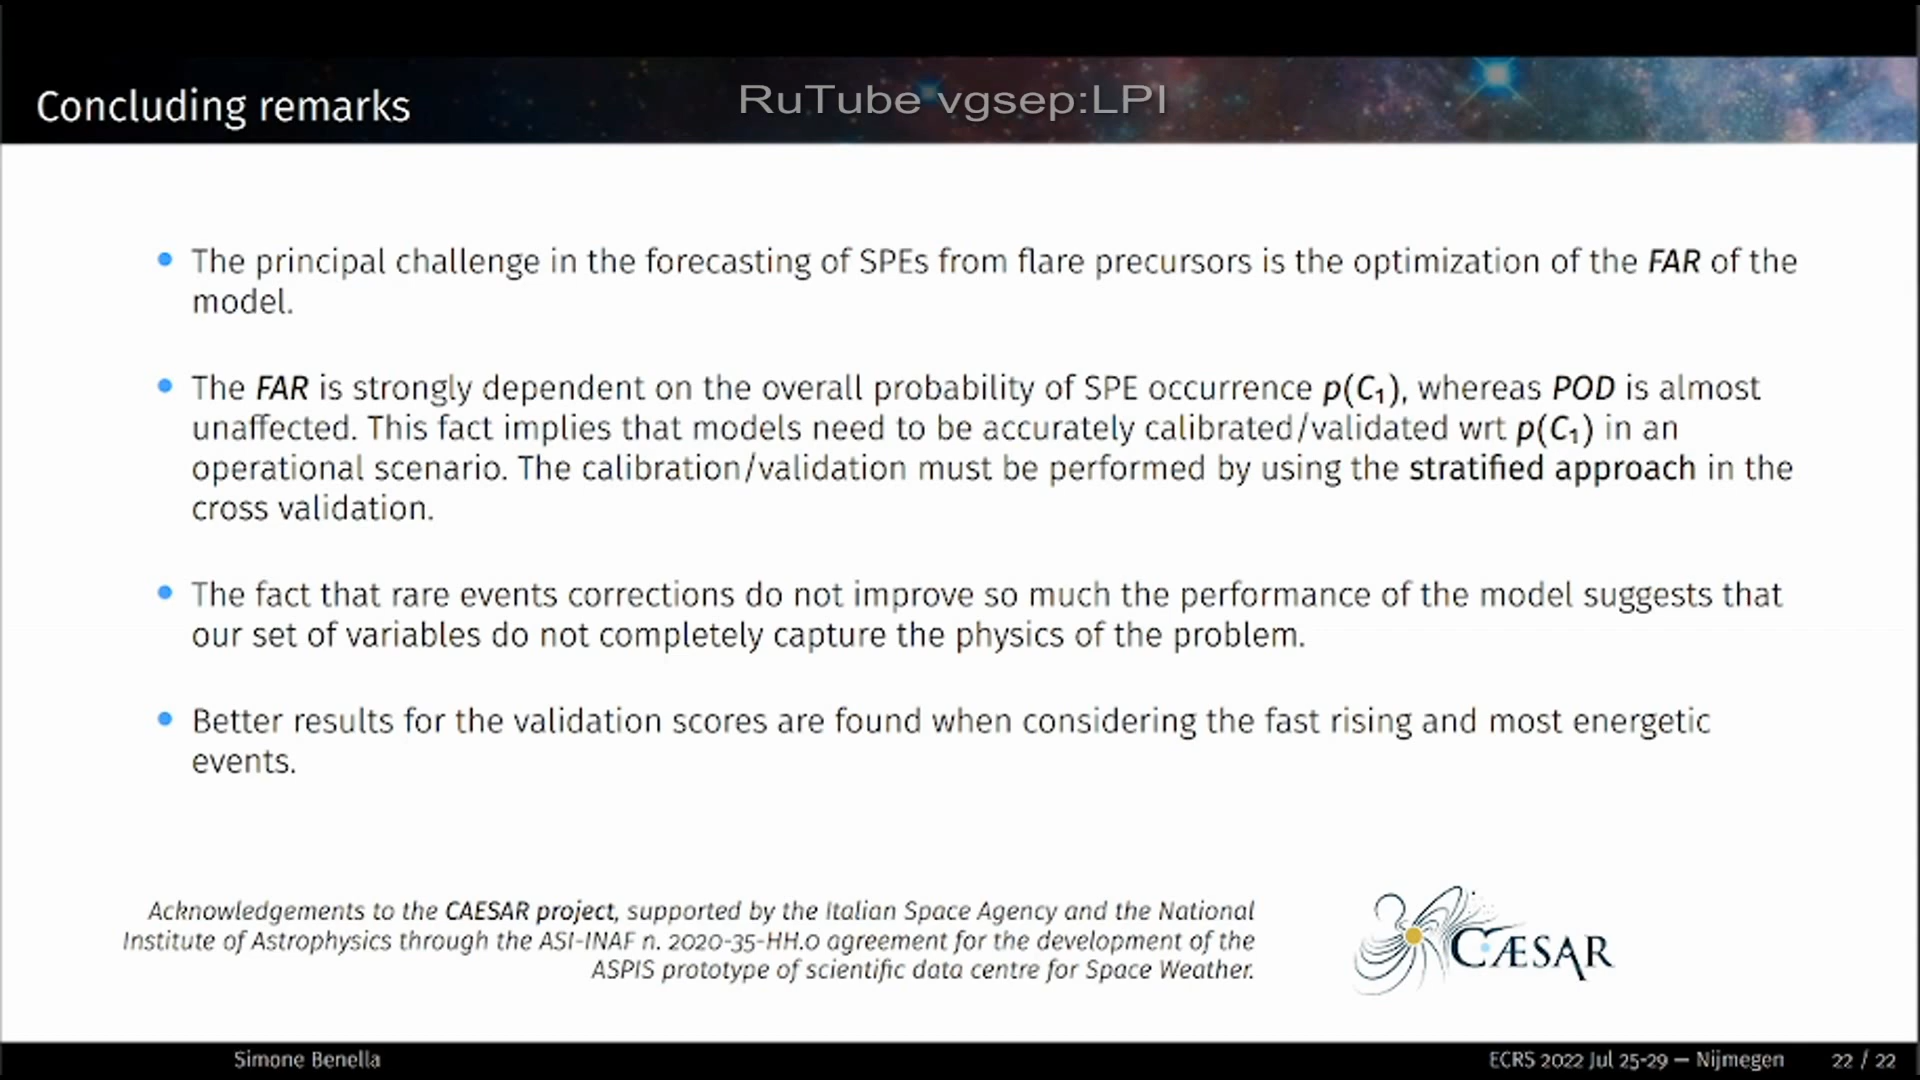 RuTube vgsep:LPI
Concluding remarks
The principal challenge in the forecasting of SPEs from flare precursors is the optimization of the FAR of the
model.
The FAR is strongly dependent on the overall probability of SPE occurrence p(C₁), whereas POD is almost
unaffected. This fact implies that models need to be accurately calibrated/validated wrt p(C₁) in an
operational scenario. The calibration/validation must be performed by using the stratified approach in the
cross validation.
The fact that rare events corrections do not improve so much the performance of the model suggests that
our set of variables do not completely capture the physics of the problem.
Better results for the validation scores are found when considering the fast rising and most energetic
events.
Acknowledgements to the CAESAR project, supported by the Italian Space Agency and the National
Institute of Astrophysics through the ASI-INAF n. 2020-35-HH.0 agreement for the development of the
ASPIS prototype of scientific data centre for Space Weather.
CÆSAR
Simone Benella
ECRS 2022 Jul 25-29 — Nijmegen
22 / 22